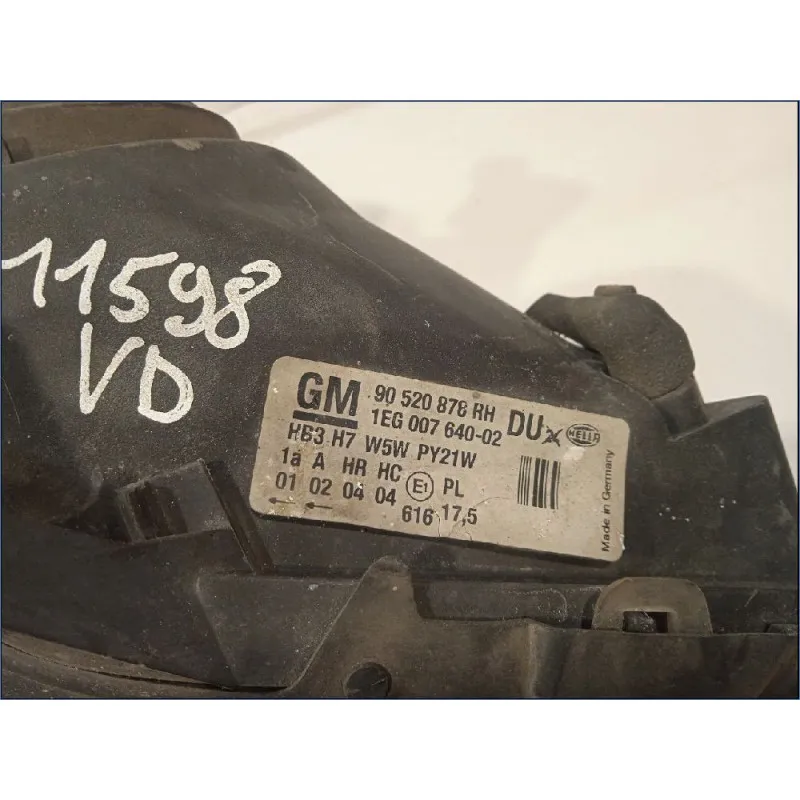 11598
VD
GM 90 520 878 RH DU HELLA
1EG 007 640-02
HB3 H7 W5W PY21W
1a A HR HC E1 PL
01 02 04 04 616 17,5
Made in Germany